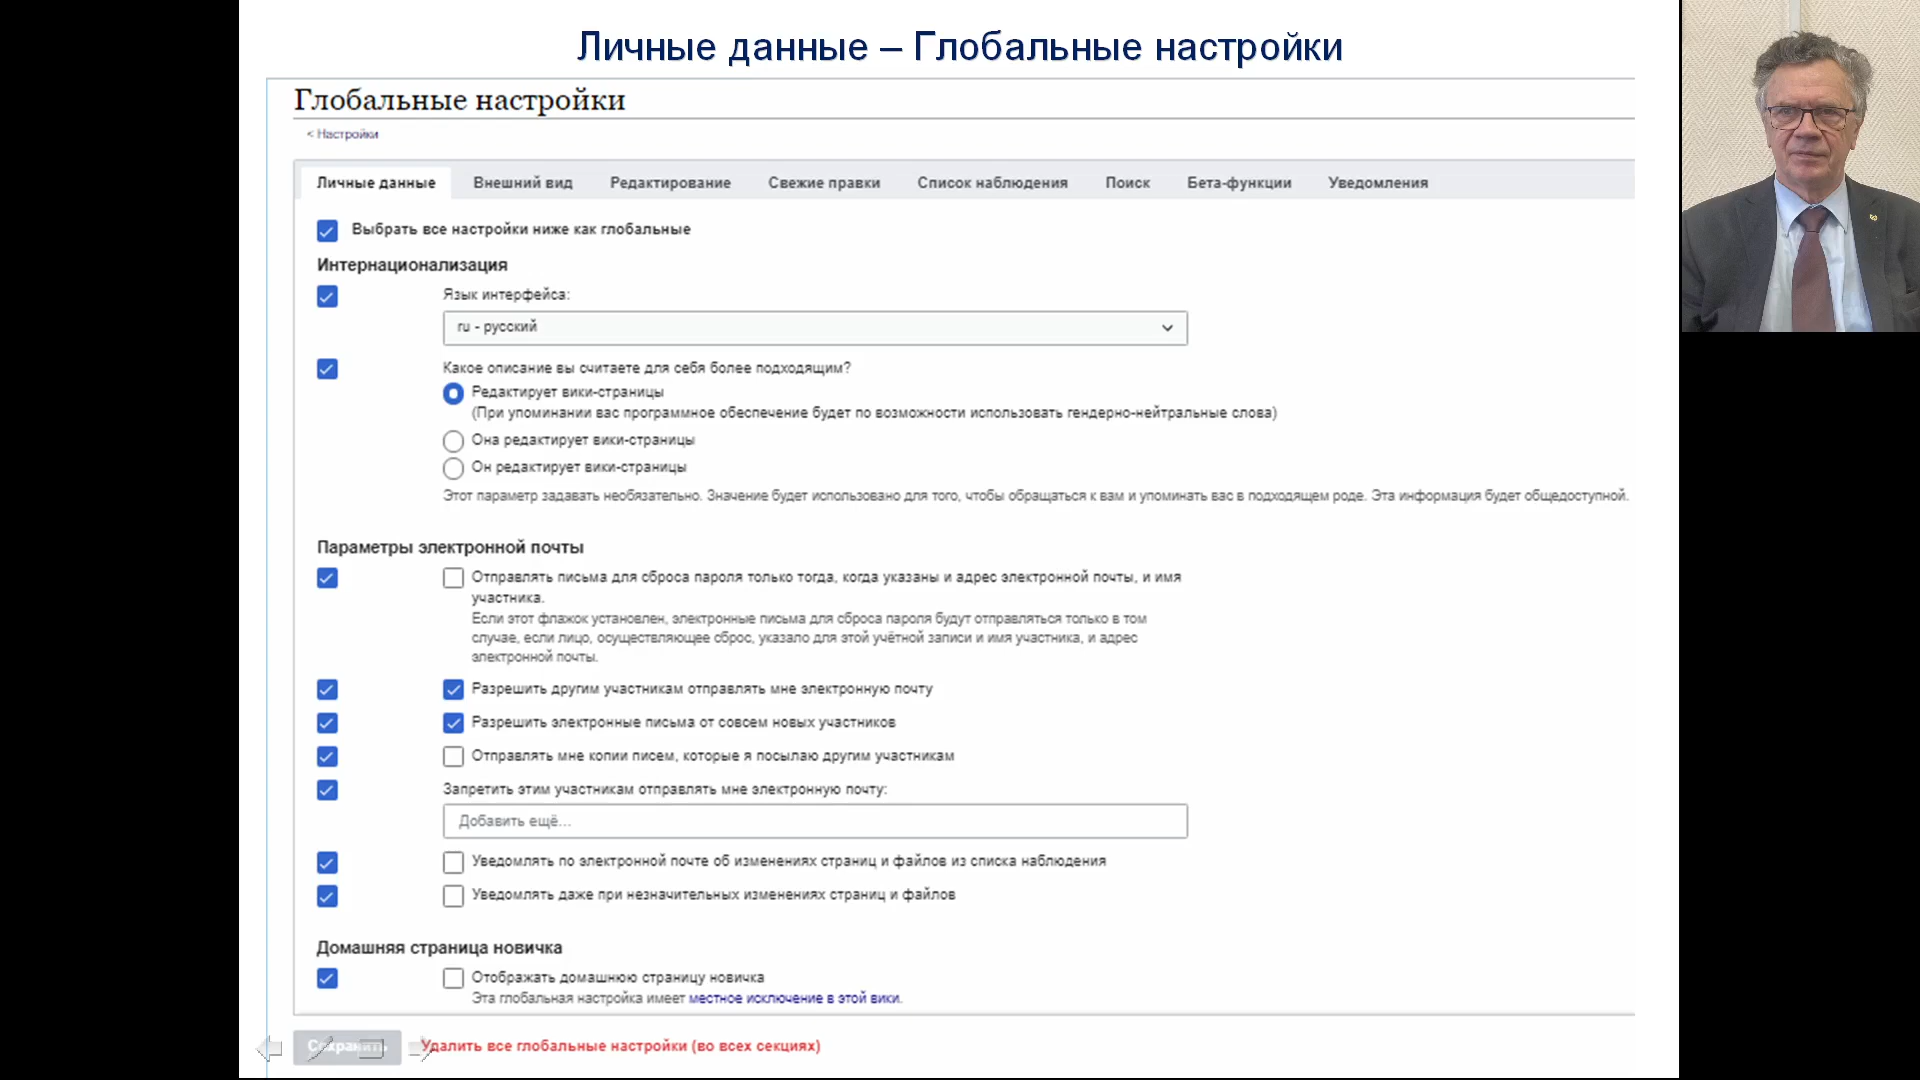 Личные данные – Глобальные настройки
Глобальные настройки
< Настройки
Личные данные Внешний вид Редактирование Свежие правки Список наблюдения Поиск Бета-функции Уведомления
Выбрать все настройки ниже как глобальные
Интернационализация
Язык интерфейса:
ru - русский
Какое описание вы считаете для себя более подходящим?
Редактирует вики-страницы
(При упоминании вас программное обеспечение будет по возможности использовать гендерно-нейтральные слова)
Она редактирует вики-страницы
Он редактирует вики-страницы
Этот параметр задавать необязательно. Значение будет использовано для того, чтобы обращаться к вам и упоминать вас в подходящем роде. Эта информация будет общедоступной.
Параметры электронной почты
Отправлять письма для сброса пароля только тогда, когда указаны и адрес электронной почты, и имя
участника.
Если этот флажок установлен, электронные письма для сброса пароля будут отправляться только в том
случае, если лицо, осуществляющее сброс, указало для этой учётной записи и имя участника, и адрес
электронной почты.
Разрешить другим участникам отправлять мне электронную почту
Разрешить электронные письма от совсем новых участников
Отправлять мне копии писем, которые я посылаю другим участникам
Запретить этим участникам отправлять мне электронную почту:
Добавить ещё...
Уведомлять по электронной почте об изменениях страниц и файлов из списка наблюдения
Уведомлять даже при незначительных изменениях страниц и файлов
Домашняя страница новичка
Отображать домашнюю страницу новичка
Эта глобальная настройка имеет местное исключение в этой вики.
Сохранить Удалить все глобальные настройки (во всех секциях)